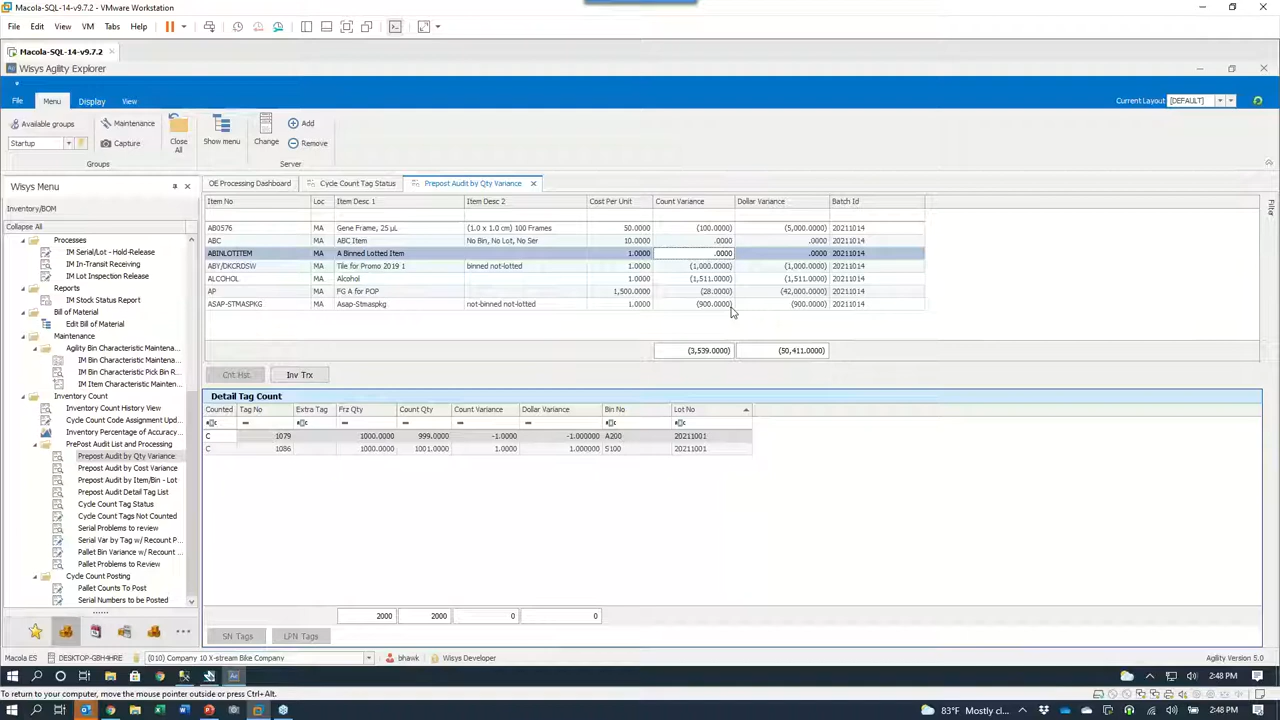 Macola-SQL-14-v9.7.2 - VMware Workstation
File Edit View VM Tabs Help
Macola-SQL-14-v9.7.2
Wisys Agility Explorer
File Menu Display View
Current Layout [DEFAULT]
Available groups
Startup
Maintenance
Capture
Groups
Close All
Show menu
Change
Add
Remove
Server
Wisys Menu
Inventory/BOM
Collapse All
Processes
IM Serial/Lot - Hold-Release
IM In-Transit Receiving
IM Lot Inspection Release
Reports
IM Stock Status Report
Bill of Material
Edit Bill of Material
Maintenance
Agility Bin Characteristic Maintena...
IM Bin Characteristic Maintena...
IM Bin Characteristic Pick Bin R...
IM Item Characteristic Mainten...
Inventory Count
Inventory Count History View
Cycle Count Code Assignment Upd...
Inventory Percentage of Accuracy...
PrePost Audit List and Processing
Prepost Audit by Qty Variance
Prepost Audit by Cost Variance
Prepost Audit by Item/Bin - Lot
Prepost Audit Detail Tag List
Cycle Count Tag Status
Cycle Count Tags Not Counted
Serial Problems to review
Serial Var by Tag w/ Recount P...
Pallet Bin Variance w/ Recount ...
Pallet Problems to Review
Cycle Count Posting
Pallet Counts To Post
Serial Numbers to be Posted
OE Processing Dashboard Cycle Count Tag Status Prepost Audit by Qty Variance
Item No Loc Item Desc 1 Item Desc 2 Cost Per Unit Count Variance Dollar Variance Batch Id
AB0576 MA Gene Frame, 25 µL (1.0 x 1.0 cm) 100 Frames 50.0000 (100.0000) (5,000.0000) 20211014
ABC MA ABC Item No Bin, No Lot, No Ser 10.0000 .0000 .0000 20211014
ABINLOTITEM MA A Binned Lotted Item 1.0000 .0000 .0000 20211014
ABY/DKCRDSW MA Tile for Promo 2019 1 binned not-lotted 1.0000 (1,000.0000) (1,000.0000) 20211014
ALCOHOL MA Alcohol 1.0000 (1,511.0000) (1,511.0000) 20211014
AP MA FG A for POP 1,500.0000 (28.0000) (42,000.0000) 20211014
ASAP-STMASPKG MA Asap-Stmaspkg not-binned not-lotted 1.0000 (900.0000) (900.0000) 20211014
(3,539.0000) (50,411.0000)
Filter
Cnt Hst. Inv Trx
Detail Tag Count
Counted Tag No Extra Tag Frz Qty Count Qty Count Variance Dollar Variance Bin No Lot No
C 1079 1000.0000 999.0000 -1.0000 -1.000000 A200 20211001
C 1086 1000.0000 1001.0000 1.0000 1.000000 5100 20211001
2000 2000 0 0
SN Tags LPN Tags
Macola ES DESKTOP-GBH4HRE (010) Company 10 X-stream Bike Company bhawk Wisys Developer Agility Version 5.0
2:48 PM
To return to your computer, move the mouse pointer outside or press Ctrl+Alt.
83°F Mostly cl... 2:48 PM